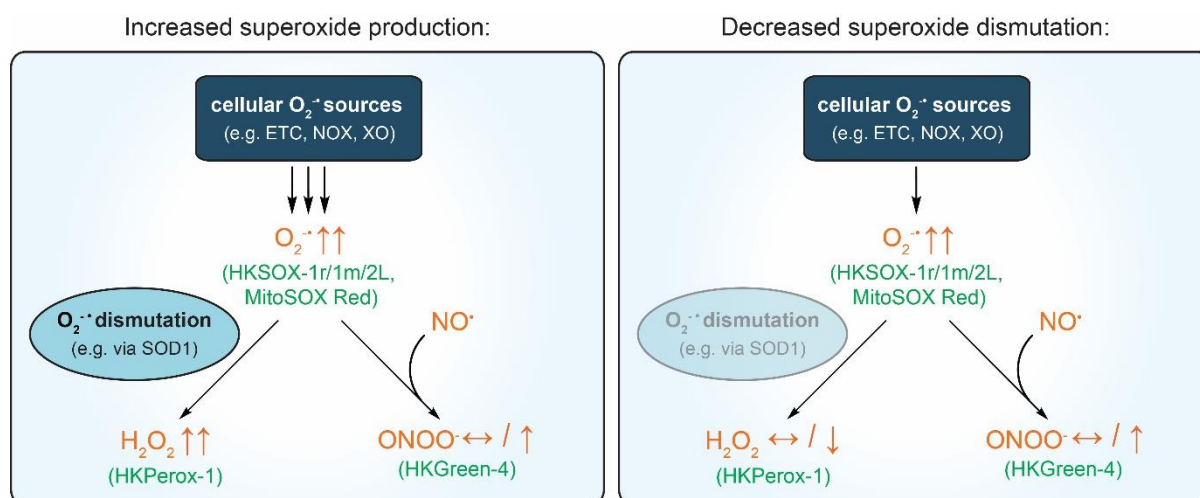 Increased superoxide production:
cellular O₂⁻• sources
(e.g. ETC, NOX, XO)
O₂⁻• ↑↑
(HKSOX-1r/1m/2L,
MitoSOX Red)
O₂⁻• dismutation
(e.g. via SOD1)
NO•
H₂O₂ ↑↑
(HKPerox-1)
ONOO⁻ ↔ / ↑
(HKGreen-4)
Decreased superoxide dismutation:
cellular O₂⁻• sources
(e.g. ETC, NOX, XO)
O₂⁻• ↑↑
(HKSOX-1r/1m/2L,
MitoSOX Red)
O₂⁻• dismutation
(e.g. via SOD1)
NO•
H₂O₂ ↔ / ↓
(HKPerox-1)
ONOO⁻ ↔ / ↑
(HKGreen-4)